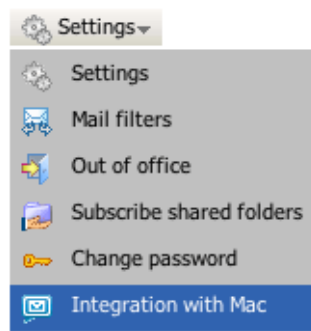 Settings
Settings
Mail filters
Out of office
Subscribe shared folders
Change password
Integration with Mac